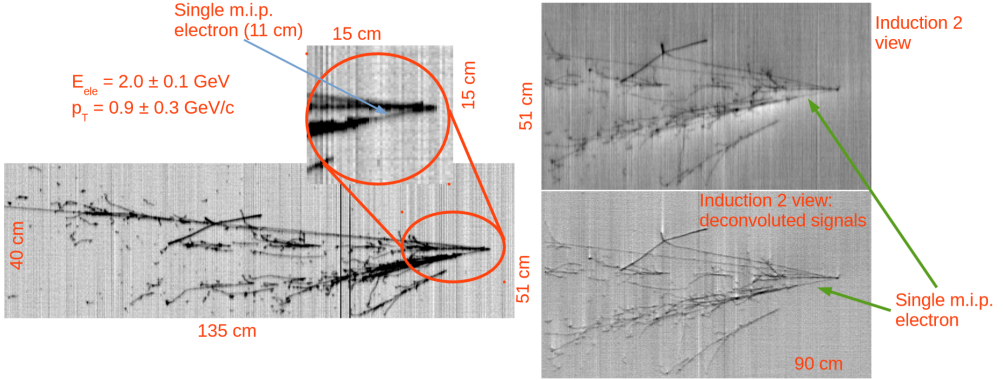 Single m.i.p.
electron (11 cm)
15 cm
15 cm
E_ele = 2.0 ± 0.1 GeV
p_T = 0.9 ± 0.3 GeV/c
40 cm
135 cm
51 cm
Induction 2
view
51 cm
Induction 2 view:
deconvoluted signals
Single m.i.p.
electron
90 cm